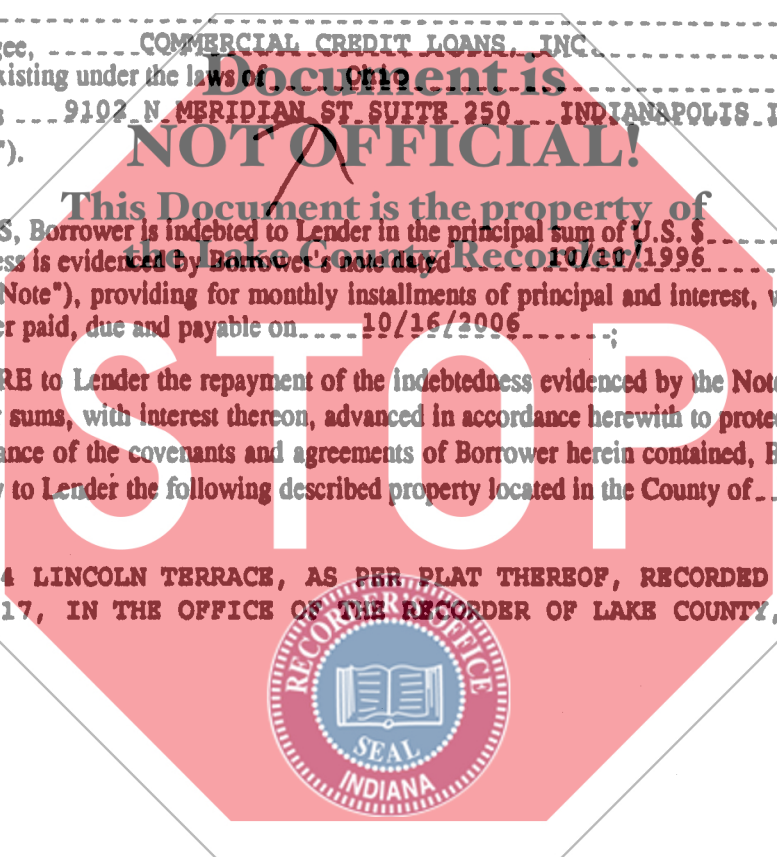 gee, COMMERCIAL CREDIT LOANS, INC.
xisting under the laws of Ohio
Document is
9102 N MERIDIAN ST SUITE 250 INDIANAPOLIS I
").
NOT OFFICIAL!
This Document is the property of
S, Borrower is indebted to Lender in the principal sum of U.S. $
the Lake County Recorder!
ess is evidenced by Borrower's note dated 10/10/1996
Note"), providing for monthly installments of principal and interest,
er paid, due and payable on 10/16/2006 ;
STOP
RE to Lender the repayment of the indebtedness evidenced by the Note
r sums, with interest thereon, advanced in accordance herewith to prote
ance of the covenants and agreements of Borrower herein contained, B
y to Lender the following described property located in the County of
4 LINCOLN TERRACE, AS PER PLAT THEREOF, RECORDED
17, IN THE OFFICE OF THE RECORDER OF LAKE COUNTY,
RECORDER'S OFFICE
SEAL
INDIANA